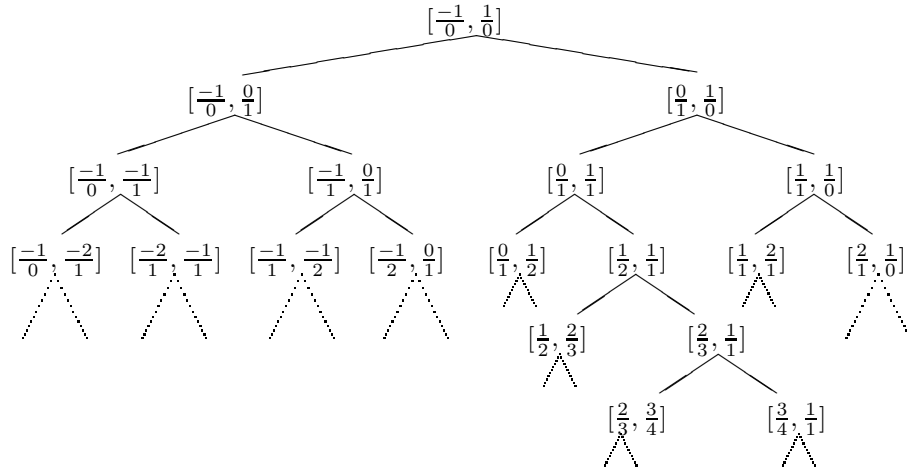 [-1/0, 1/0]
[-1/0, 0/1] [0/1, 1/0]
[-1/0, -1/1] [-1/1, 0/1] [0/1, 1/1] [1/1, 1/0]
[-1/0, -2/1] [-2/1, -1/1] [-1/1, -1/2] [-1/2, 0/1] [0/1, 1/2] [1/2, 1/1] [1/1, 2/1] [2/1, 1/0]
[1/2, 2/3] [2/3, 1/1]
[2/3, 3/4] [3/4, 1/1]